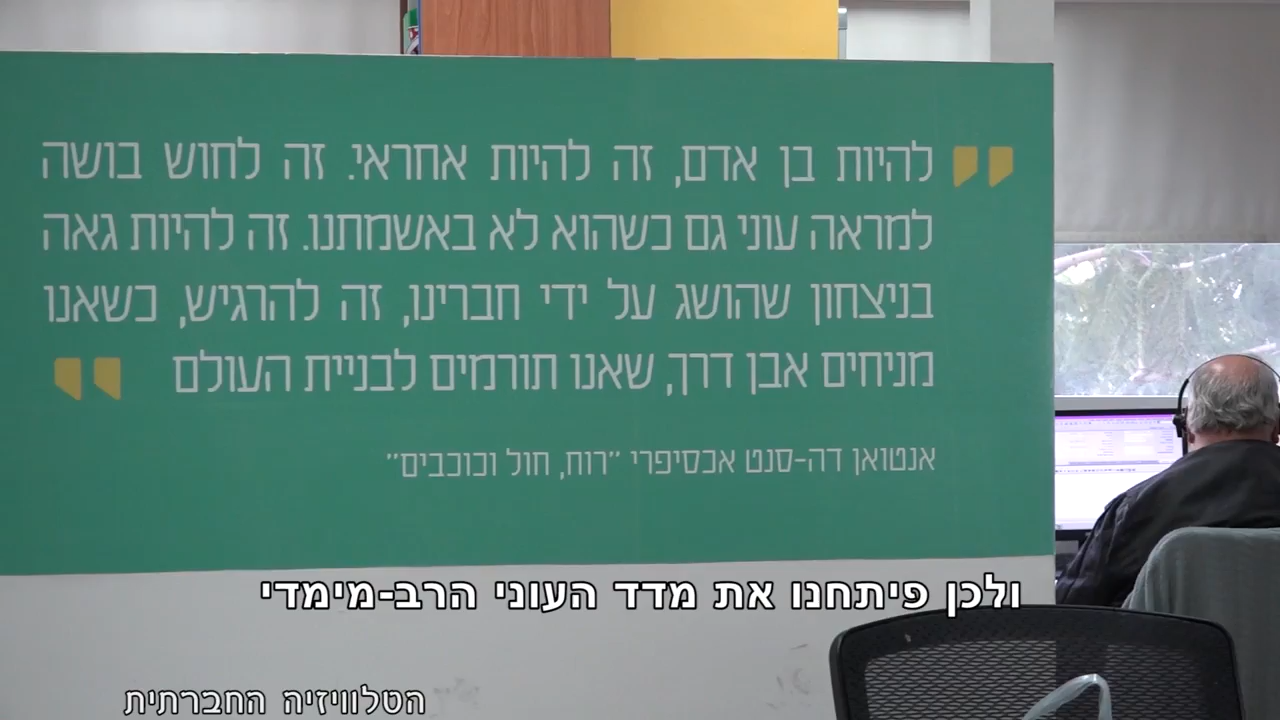 להיות בן אדם, זה להיות אחראי. זה לחוש בושה
למראה עוני גם כשהוא לא באשמתנו. זה להיות גאה
בניצחון שהושג על ידי חברינו, זה להרגיש, כשאנו
מניחים אבן דרך, שאנו תורמים לבניית העולם
אנטואן דה-סנט אכסיפרי "רוח, חול וכוכבים"
ולכן פיתחנו את מדד העוני הרב-מימדי
הטלוויזיה החברתית